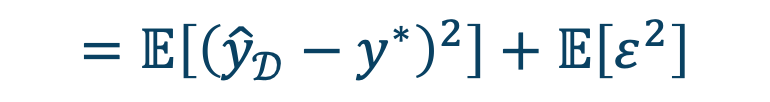 = 𝔼[(ŷ_𝒟 − y*)²] + 𝔼[ε²]